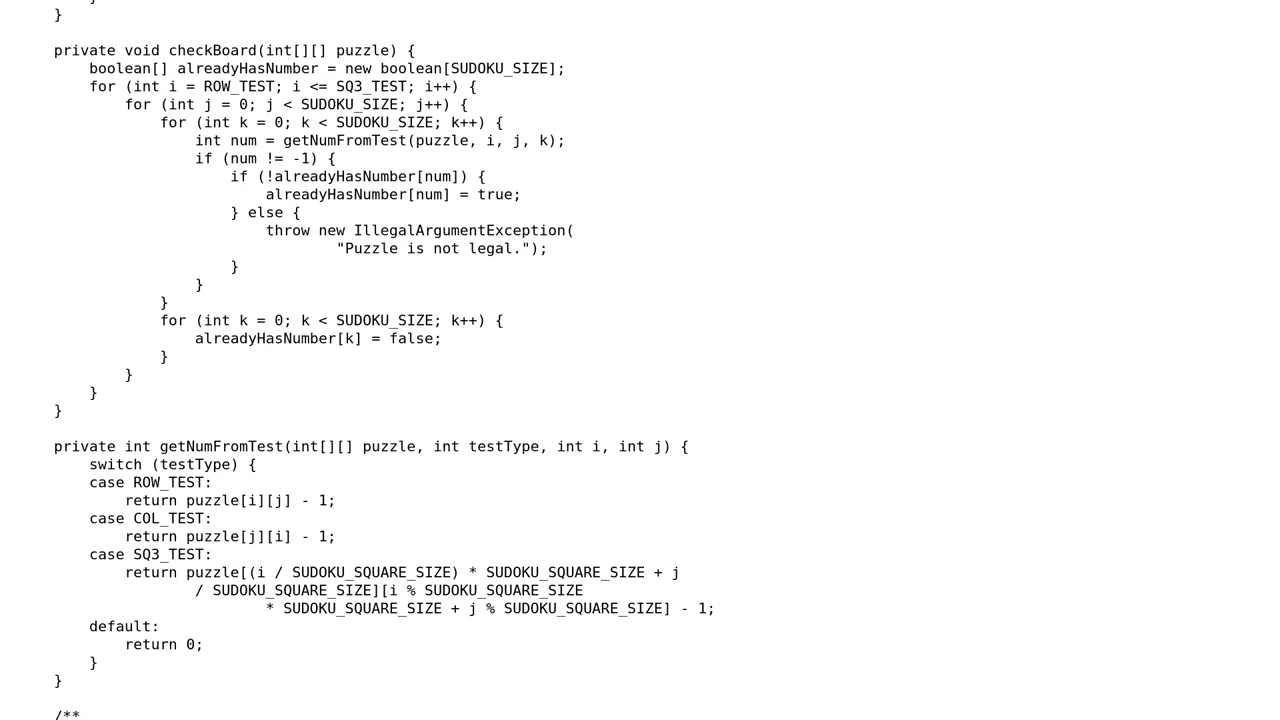 }
}
private void checkBoard(int[][] puzzle) {
boolean[] alreadyHasNumber = new boolean[SUDOKU_SIZE];
for (int i = ROW_TEST; i <= SQ3_TEST; i++) {
for (int j = 0; j < SUDOKU_SIZE; j++) {
for (int k = 0; k < SUDOKU_SIZE; k++) {
int num = getNumFromTest(puzzle, i, j, k);
if (num != -1) {
if (!alreadyHasNumber[num]) {
alreadyHasNumber[num] = true;
} else {
throw new IllegalArgumentException(
"Puzzle is not legal.");
}
}
}
for (int k = 0; k < SUDOKU_SIZE; k++) {
alreadyHasNumber[k] = false;
}
}
}
}
private int getNumFromTest(int[][] puzzle, int testType, int i, int j) {
switch (testType) {
case ROW_TEST:
return puzzle[i][j] - 1;
case COL_TEST:
return puzzle[j][i] - 1;
case SQ3_TEST:
return puzzle[(i / SUDOKU_SQUARE_SIZE) * SUDOKU_SQUARE_SIZE + j
/ SUDOKU_SQUARE_SIZE][i % SUDOKU_SQUARE_SIZE
* SUDOKU_SQUARE_SIZE + j % SUDOKU_SQUARE_SIZE] - 1;
default:
return 0;
}
}
/**